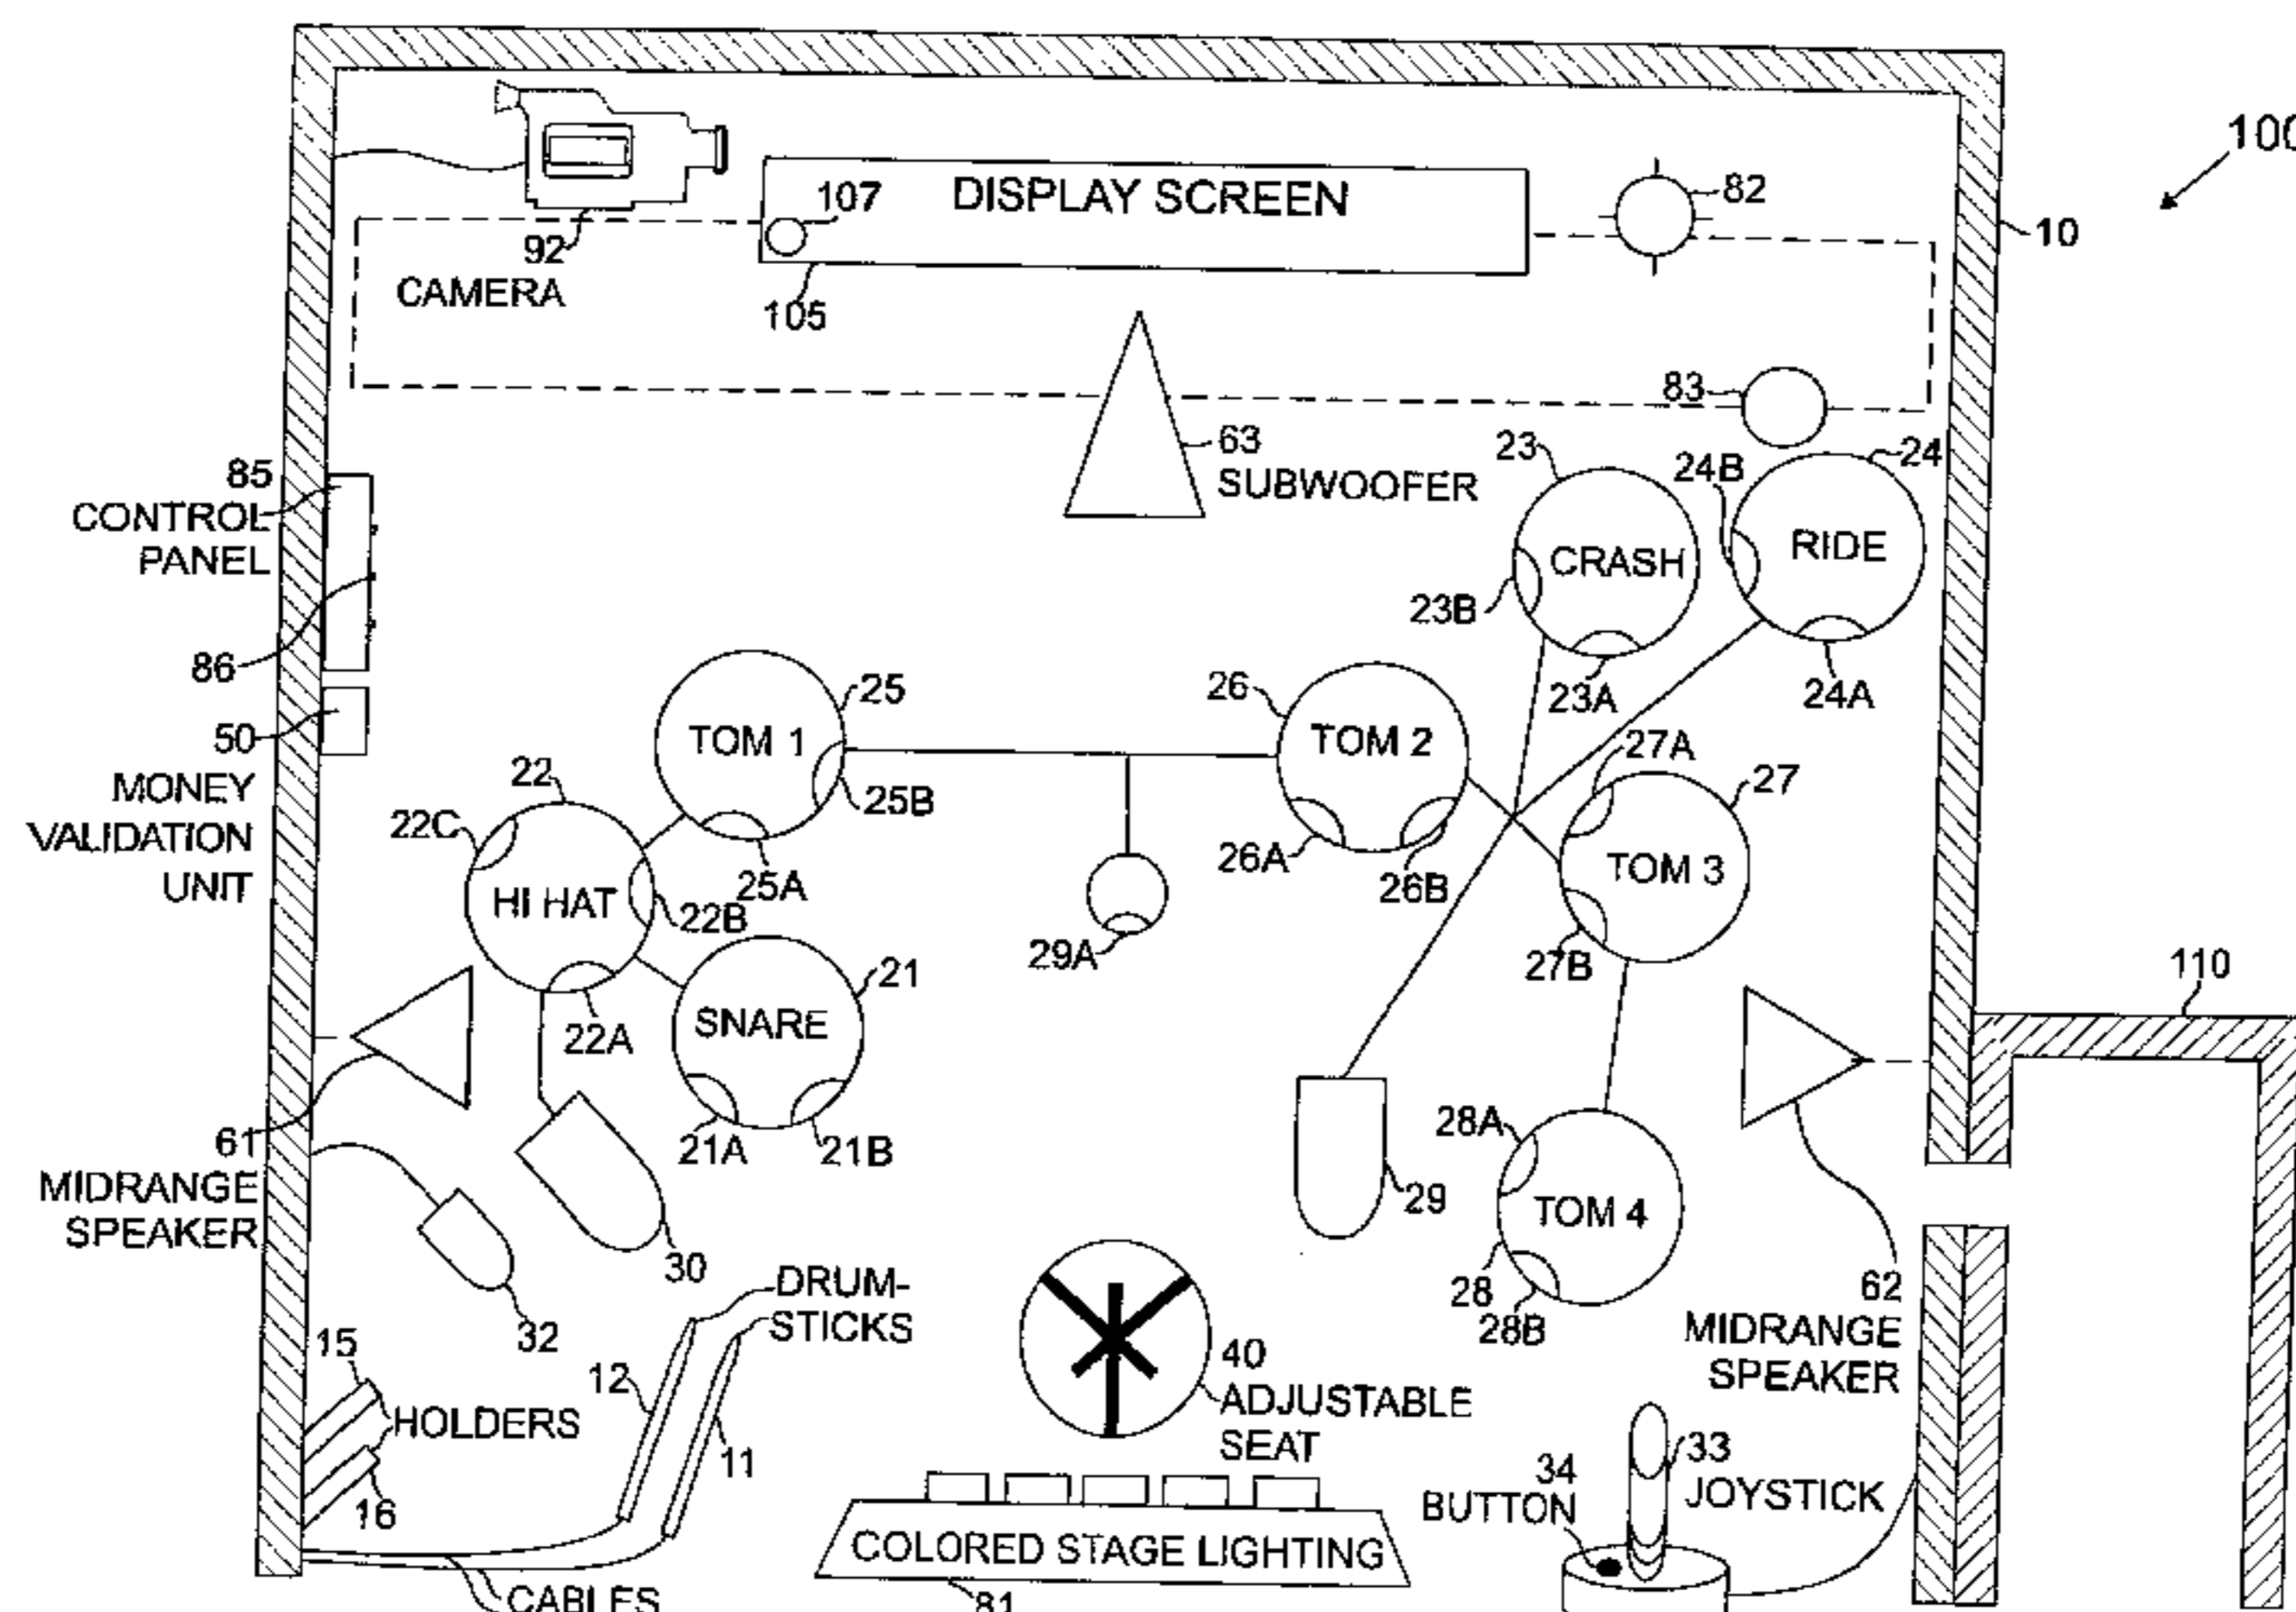 100
DISPLAY SCREEN
107
82
92
10
CAMERA
105
83
63
SUBWOOFER
23
24
24B
85
CONTROL
PANEL
CRASH
RIDE
23B
86
23A
24A
25
26
TOM 1
TOM 2
27A
27
50
MONEY
VALIDATION
UNIT
22
25B
22C
26A
26B
TOM 3
25A
HI HAT
22B
29A
27B
21
110
SNARE
22A
28A
61
MIDRANGE
SPEAKER
21A
21B
29
TOM 4
30
28
28B
62
MIDRANGE
SPEAKER
DRUM-
STICKS
32
15
12
40
ADJUSTABLE
SEAT
HOLDERS
11
16
34
BUTTON
33
JOYSTICK
COLORED STAGE LIGHTING
81
CABLES